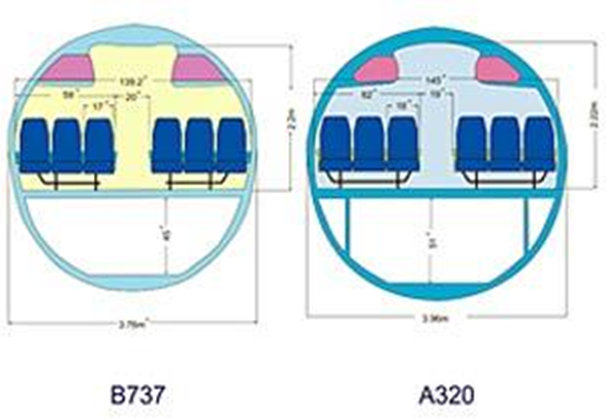 139.2"
59"
20"
17"
2.2m
45"
3.76m
B737
145"
62"
19"
18"
2.22m
51"
3.96m
A320